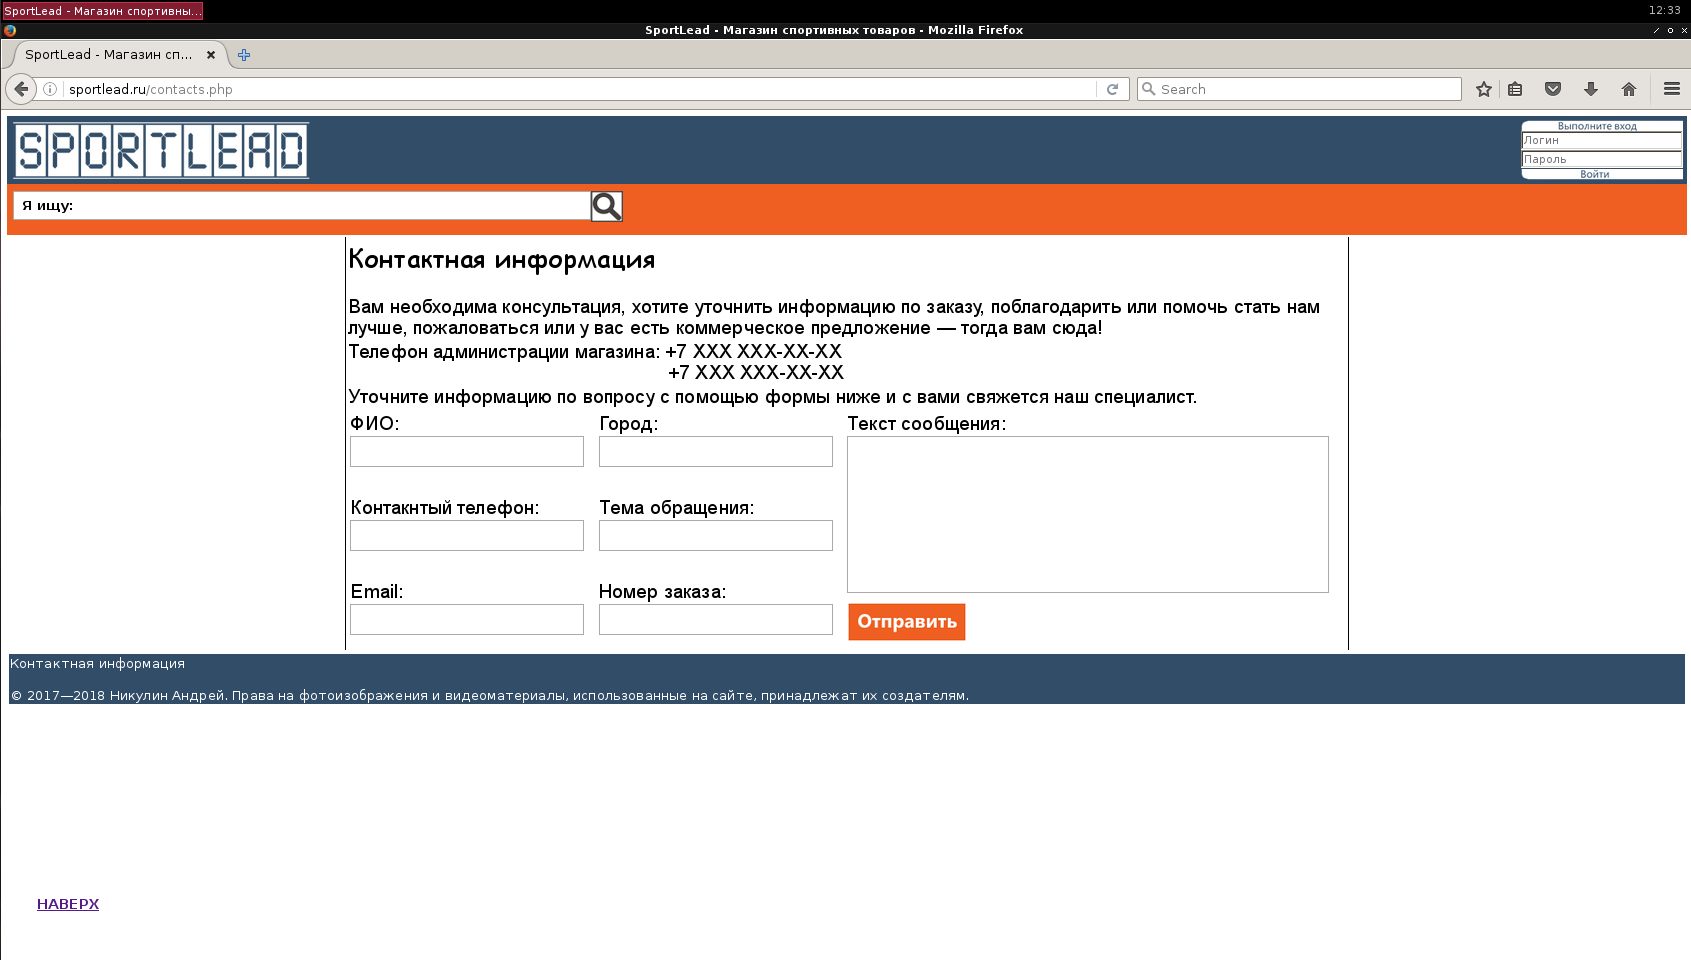 SportLead - Магазин спортивны...
12:33
SportLead - Магазин спортивных товаров - Mozilla Firefox
SportLead - Магазин сп...
sportlead.ru/contacts.php
Search
SPORTLEAD
Выполните вход
Логин
Пароль
Войти
Я ищу:
Контактная информация
Вам необходима консультация, хотите уточнить информацию по заказу, поблагодарить или помочь стать нам
лучше, пожаловаться или у вас есть коммерческое предложение — тогда вам сюда!
Телефон администрации магазина: +7 XXX XXX-XX-XX
+7 XXX XXX-XX-XX
Уточните информацию по вопросу с помощью формы ниже и с вами свяжется наш специалист.
ФИО: Город: Текст сообщения:
Контакнтый телефон: Тема обращения:
Email: Номер заказа:
Отправить
Контактная информация
© 2017—2018 Никулин Андрей. Права на фотоизображения и видеоматериалы, использованные на сайте, принадлежат их создателям.
НАВЕРХ